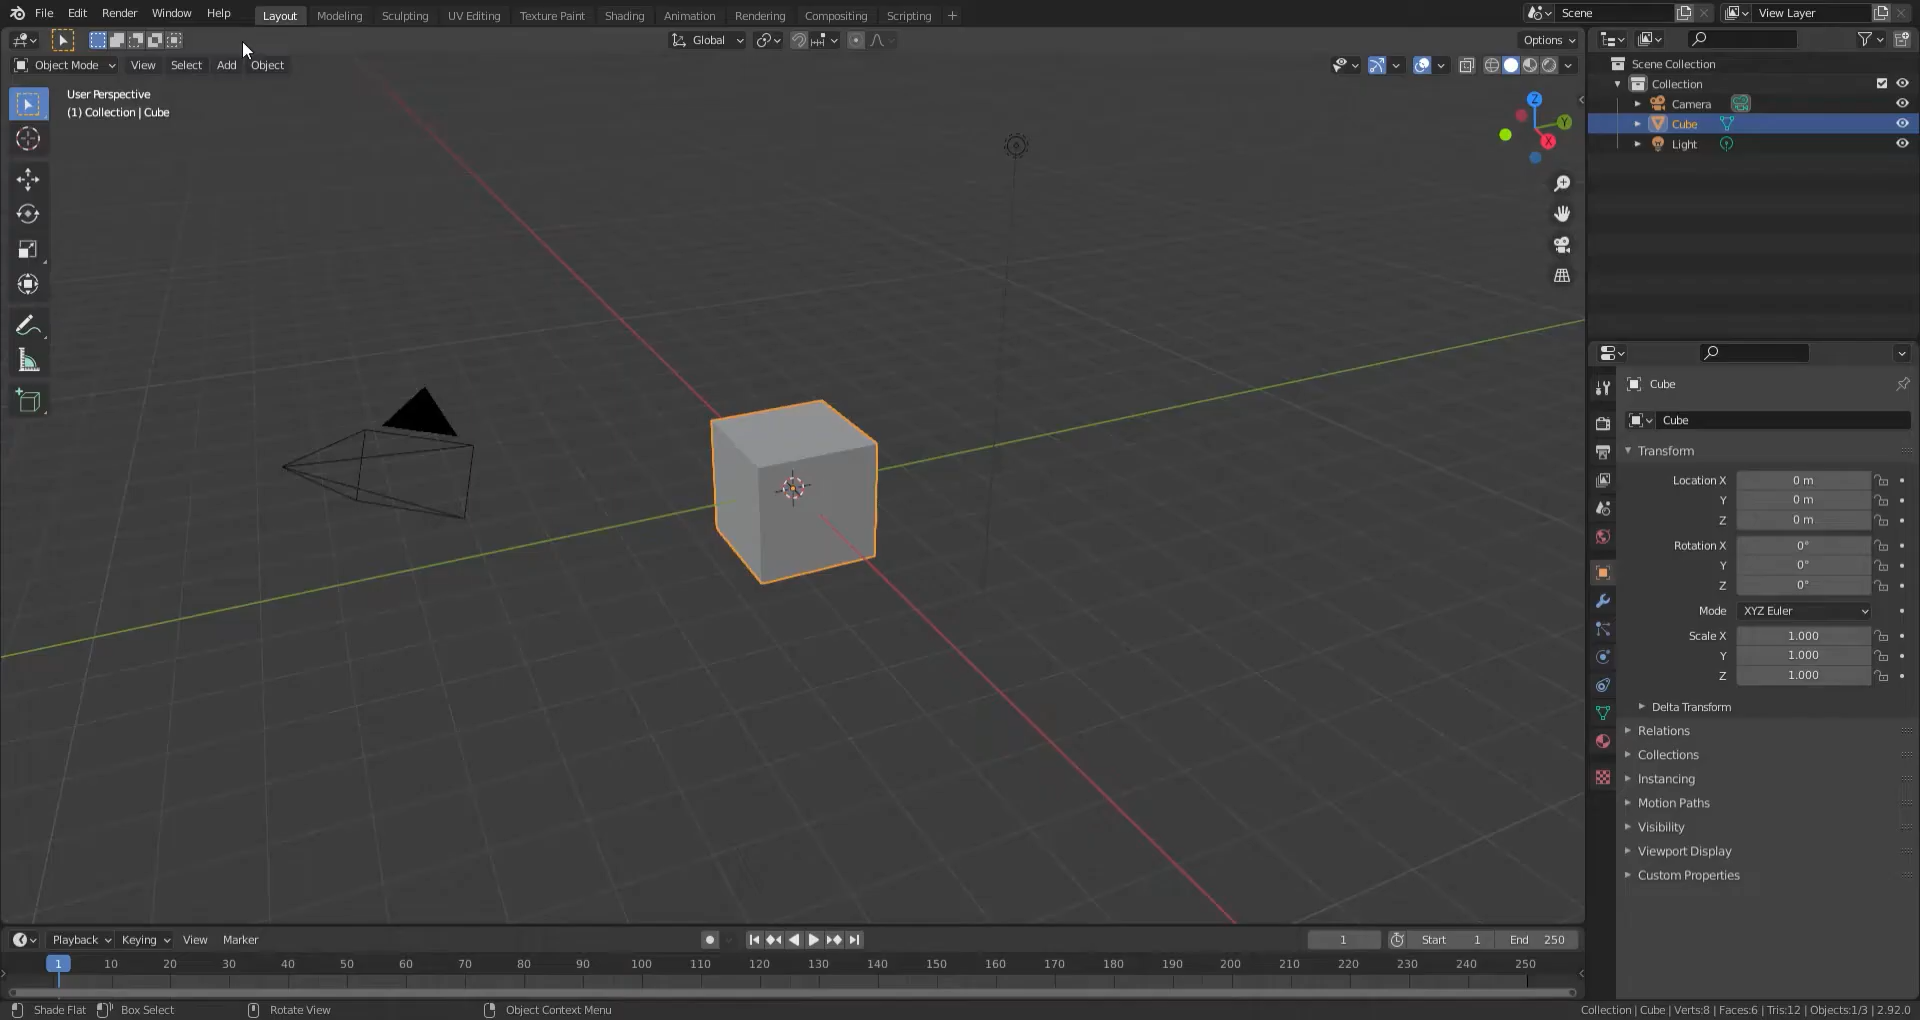 File Edit Render Window Help Layout Modeling Sculpting UV Editing Texture Paint Shading Animation Rendering Compositing Scripting + Scene View Layer
Global Options
Object Mode View Select Add Object
User Perspective
(1) Collection | Cube
Z
Y
X
Scene Collection
Collection
Camera
Cube
Light
Cube
Cube
Transform
Location X 0 m
Y 0 m
Z 0 m
Rotation X 0°
Y 0°
Z 0°
Mode XYZ Euler
Scale X 1.000
Y 1.000
Z 1.000
Delta Transform
Relations
Collections
Instancing
Motion Paths
Visibility
Viewport Display
Custom Properties
Playback Keying View Marker 1 Start 1 End 250
1 10 20 30 40 50 60 70 80 90 100 110 120 130 140 150 160 170 180 190 200 210 220 230 240 250
Shade Flat Box Select Rotate View Object Context Menu Collection | Cube | Verts:8 | Faces:6 | Tris:12 | Objects:1/3 | 2.92.0